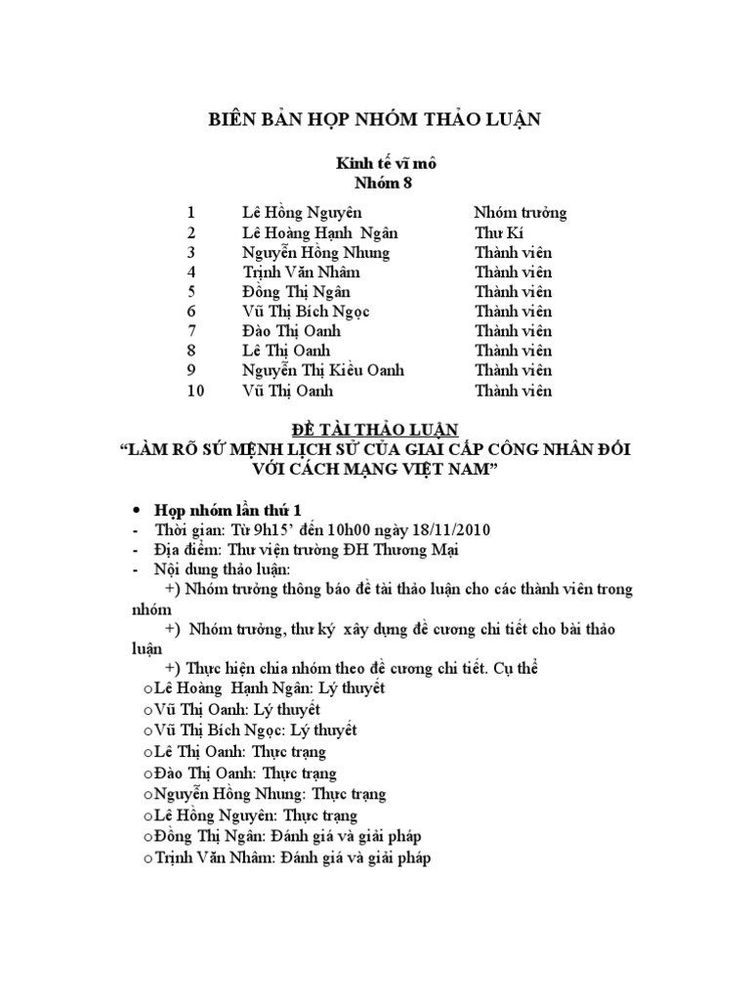 BIÊN BẢN HỌP NHÓM THẢO LUẬN
Kinh tế vĩ mô
Nhóm 8
1 Lê Hồng Nguyên Nhóm trưởng
2 Lê Hoàng Hạnh Ngân Thư Kí
3 Nguyễn Hồng Nhung Thành viên
4 Trịnh Văn Nhâm Thành viên
5 Đồng Thị Ngân Thành viên
6 Vũ Thị Bích Ngọc Thành viên
7 Đào Thị Oanh Thành viên
8 Lê Thị Oanh Thành viên
9 Nguyễn Thị Kiều Oanh Thành viên
10 Vũ Thị Oanh Thành viên
ĐỀ TÀI THẢO LUẬN
“LÀM RÕ SỨ MỆNH LỊCH SỬ CỦA GIAI CẤP CÔNG NHÂN ĐỐI
VỚI CÁCH MẠNG VIỆT NAM”
• Họp nhóm lần thứ 1
- Thời gian: Từ 9h15’ đến 10h00 ngày 18/11/2010
- Địa điểm: Thư viện trường ĐH Thương Mại
- Nội dung thảo luận:
+) Nhóm trưởng thông báo đề tài thảo luận cho các thành viên trong
nhóm
+) Nhóm trưởng, thư ký xây dựng đề cương chi tiết cho bài thảo
luận
+) Thực hiện chia nhóm theo đề cương chi tiết. Cụ thể
o Lê Hoàng Hạnh Ngân: Lý thuyết
o Vũ Thị Oanh: Lý thuyết
o Vũ Thị Bích Ngọc: Lý thuyết
o Lê Thị Oanh: Thực trạng
o Đào Thị Oanh: Thực trạng
o Nguyễn Hồng Nhung: Thực trạng
o Lê Hồng Nguyên: Thực trạng
o Đồng Thị Ngân: Đánh giá và giải pháp
o Trịnh Văn Nhâm: Đánh giá và giải pháp